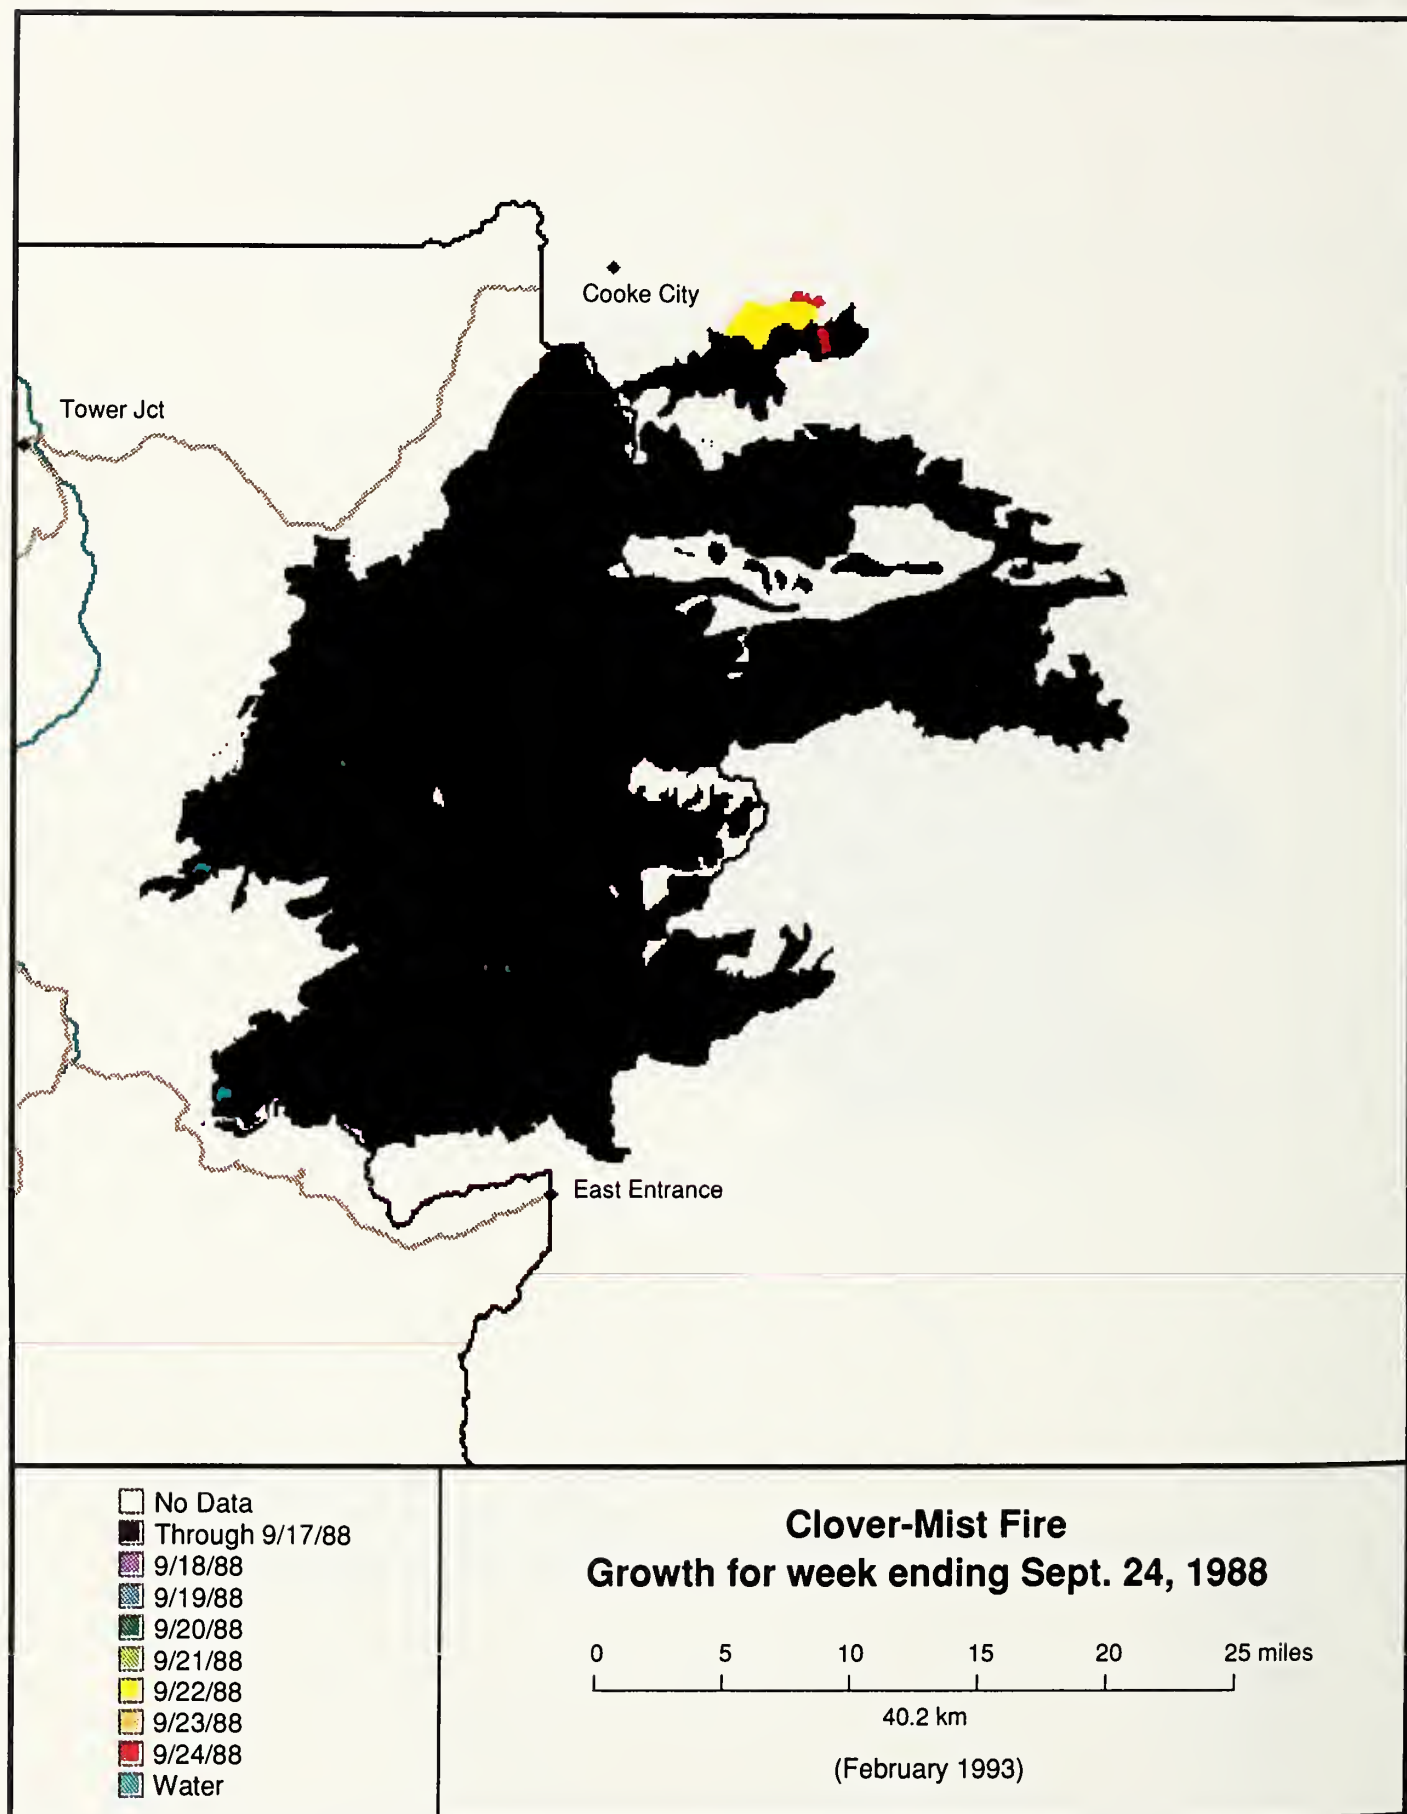 Cooke City
Tower Jct
East Entrance
No Data
Through 9/17/88
9/18/88
9/19/88
9/20/88
9/21/88
9/22/88
9/23/88
9/24/88
Water
Clover-Mist Fire
Growth for week ending Sept. 24, 1988
0 5 10 15 20 25 miles
40.2 km
(February 1993)